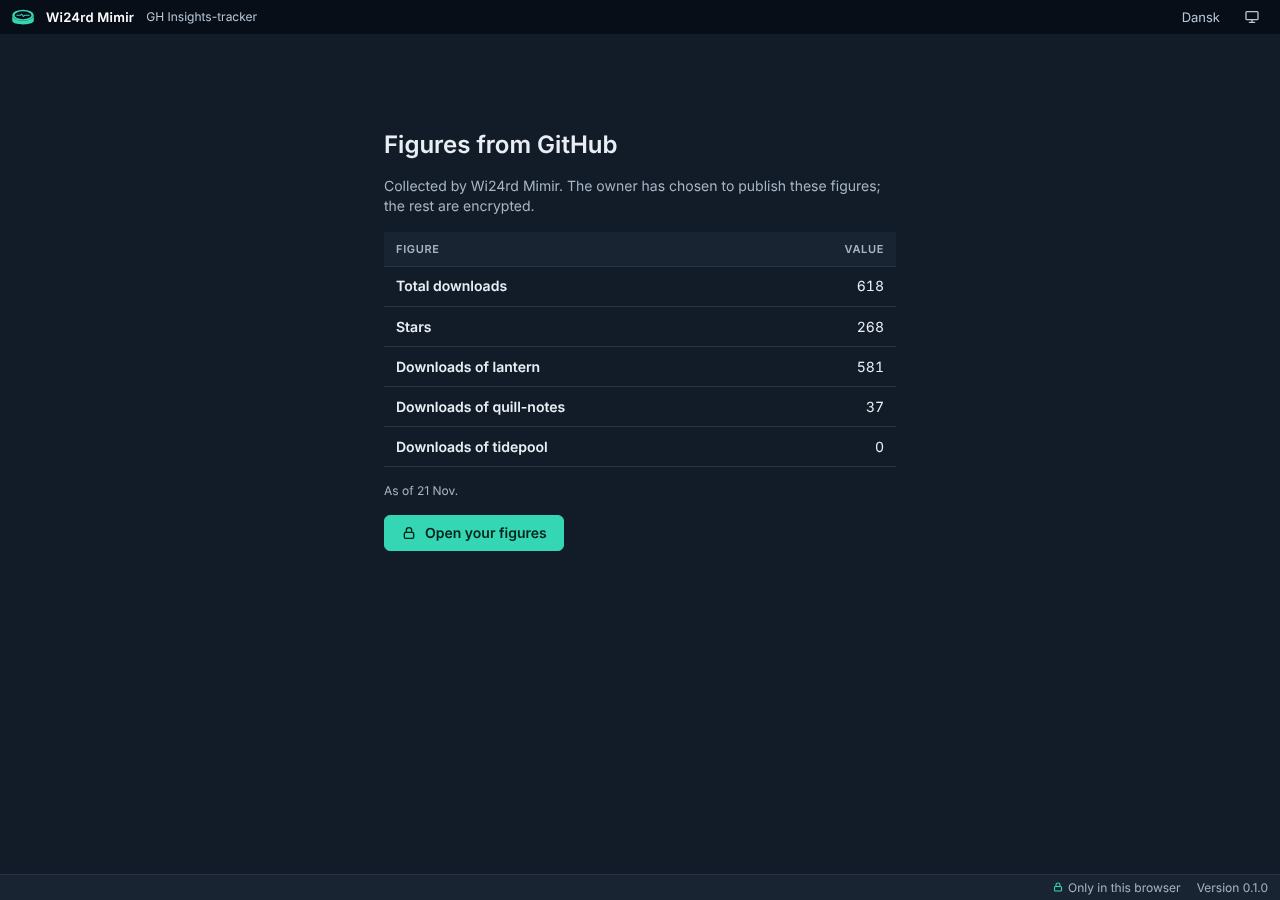 Wi24rd Mimir GH Insights-tracker Dansk
Figures from GitHub
Collected by Wi24rd Mimir. The owner has chosen to publish these figures;
the rest are encrypted.
FIGURE VALUE
Total downloads 618
Stars 268
Downloads of lantern 581
Downloads of quill-notes 37
Downloads of tidepool 0
As of 21 Nov.
Open your figures
Only in this browser Version 0.1.0